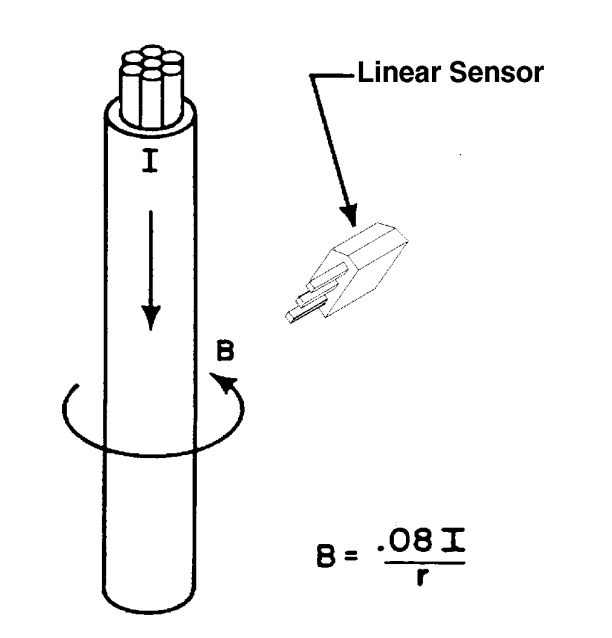 Linear Sensor
I
B
B = .08 I / r